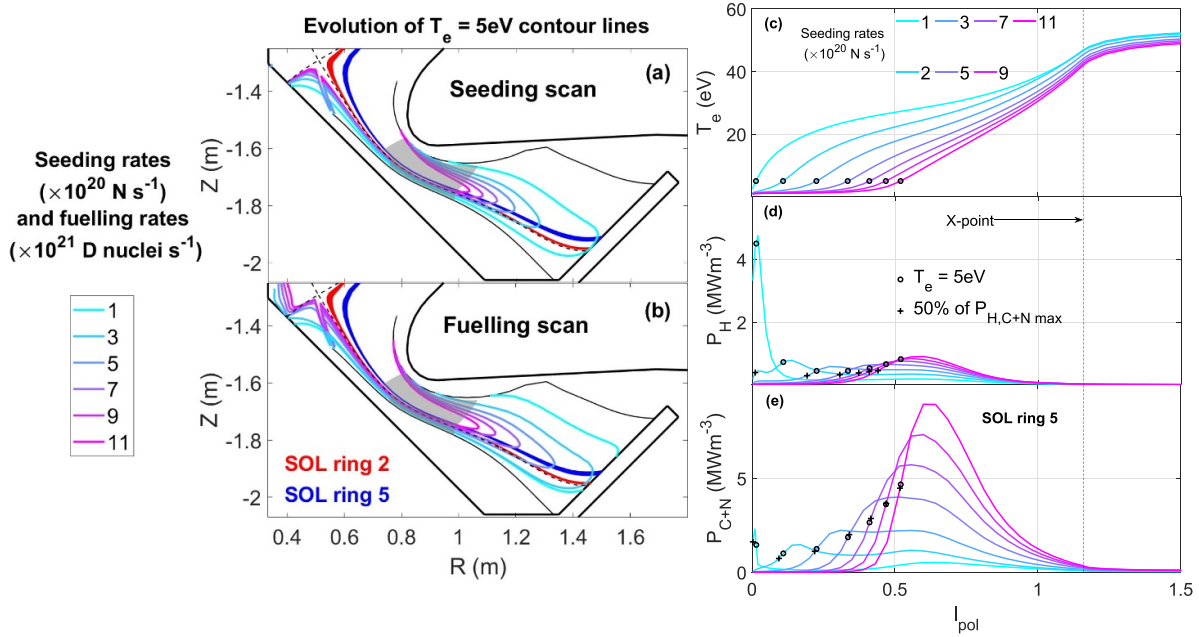 Evolution of T_e = 5eV contour lines
Seeding rates
(×10^20 N s^-1)
and fuelling rates
(×10^21 D nuclei s^-1)
1
3
5
7
9
11
(a)
Seeding scan
-1.4
-1.6
-1.8
-2
Z (m)
(b)
Fuelling scan
-1.4
-1.6
-1.8
-2
Z (m)
SOL ring 2
SOL ring 5
0.4 0.6 0.8 1 1.2 1.4 1.6
R (m)
(c)
1 3 7 11
Seeding rates
(×10^20 N s^-1)
2 5 9
60
40
20
T_e (eV)
(d)
X-point
T_e = 5eV
50% of P_H,C+N max
4
2
P_H (MWm^-3)
(e)
SOL ring 5
5
0
P_C+N (MWm^-3)
0 0.5 1 1.5
I_pol